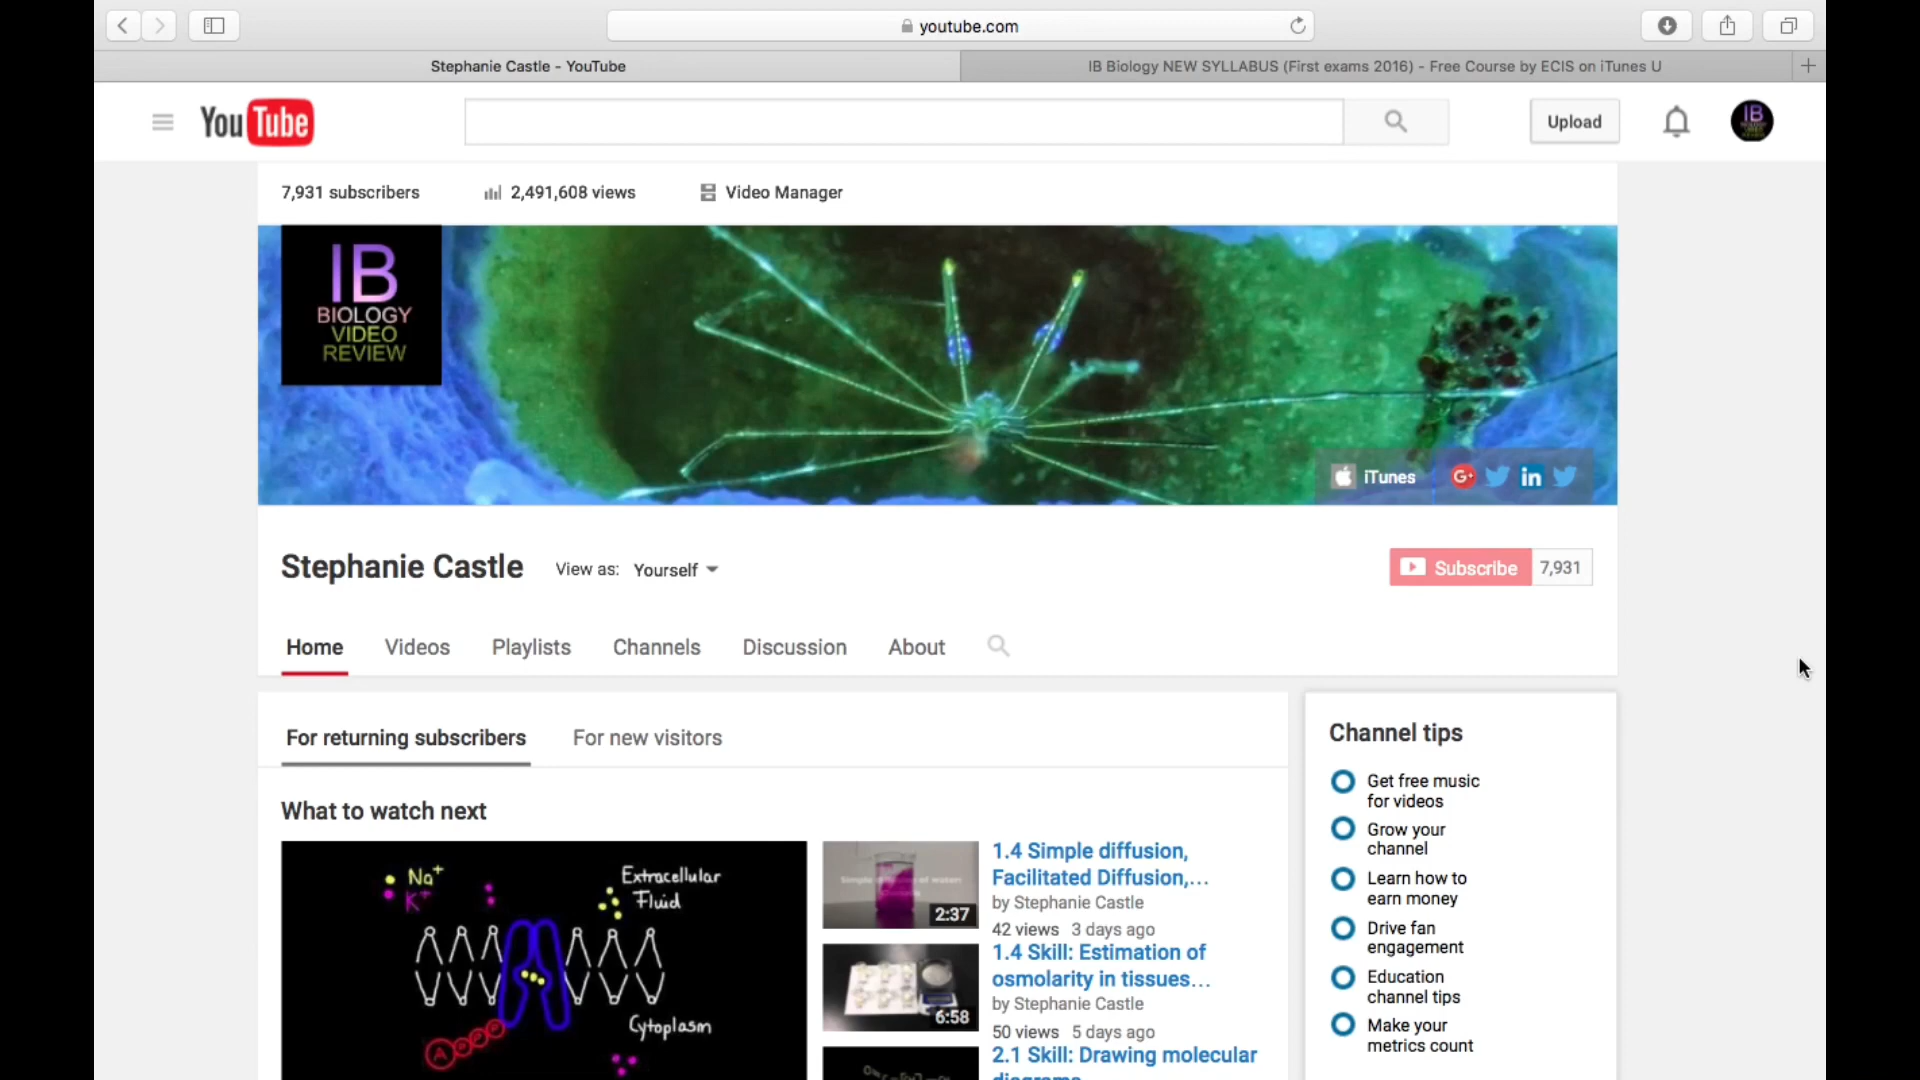 youtube.com
Stephanie Castle - YouTube
IB Biology NEW SYLLABUS (First exams 2016) - Free Course by ECIS on iTunes U
YouTube
Upload
IB
7,931 subscribers
2,491,608 views
Video Manager
IB
BIOLOGY
VIDEO
REVIEW
iTunes
G+
in
Stephanie Castle
View as: Yourself
Subscribe 7,931
Home
Videos
Playlists
Channels
Discussion
About
For returning subscribers
For new visitors
What to watch next
Na+
K+
Extracellular
Fluid
Cytoplasm
A P P P
2:37
1.4 Simple diffusion,
Facilitated Diffusion,...
by Stephanie Castle
42 views 3 days ago
6:58
1.4 Skill: Estimation of
osmolarity in tissues...
by Stephanie Castle
50 views 5 days ago
2.1 Skill: Drawing molecular
Channel tips
Get free music
for videos
Grow your
channel
Learn how to
earn money
Drive fan
engagement
Education
channel tips
Make your
metrics count